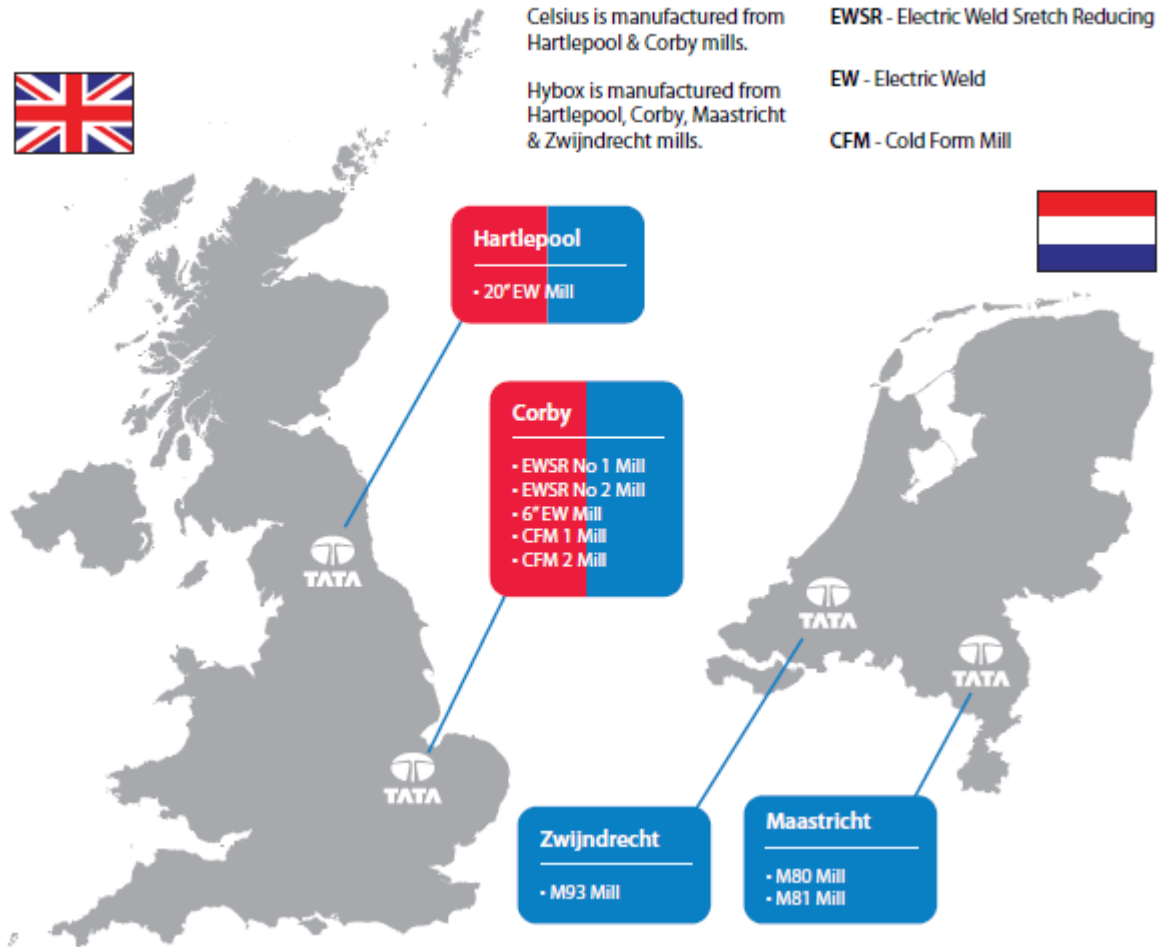 Celsius is manufactured from
Hartlepool & Corby mills.
Hybox is manufactured from
Hartlepool, Corby, Maastricht
& Zwijndrecht mills.
EWSR - Electric Weld Sretch Reducing
EW - Electric Weld
CFM - Cold Form Mill
Hartlepool
• 20" EW Mill
Corby
• EWSR No 1 Mill
• EWSR No 2 Mill
• 6" EW Mill
• CFM 1 Mill
• CFM 2 Mill
TATA
TATA
TATA
TATA
Zwijndrecht
• M93 Mill
Maastricht
• M80 Mill
• M81 Mill